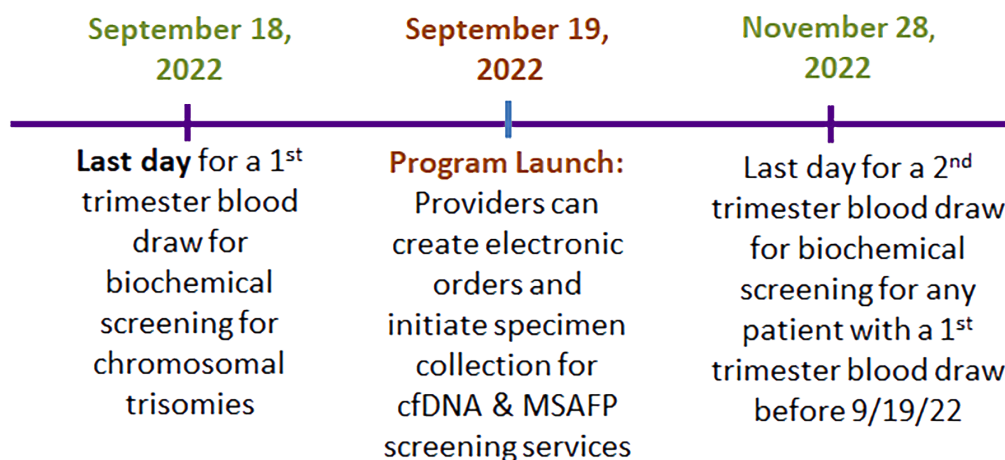 September 18,
2022
Last day for a 1st
trimester blood
draw for
biochemical
screening for
chromosomal
trisomies
September 19,
2022
Program Launch:
Providers can
create electronic
orders and
initiate specimen
collection for
cfDNA & MSAFP
screening services
November 28,
2022
Last day for a 2nd
trimester blood draw
for biochemical
screening for any
patient with a 1st
trimester blood draw
before 9/19/22